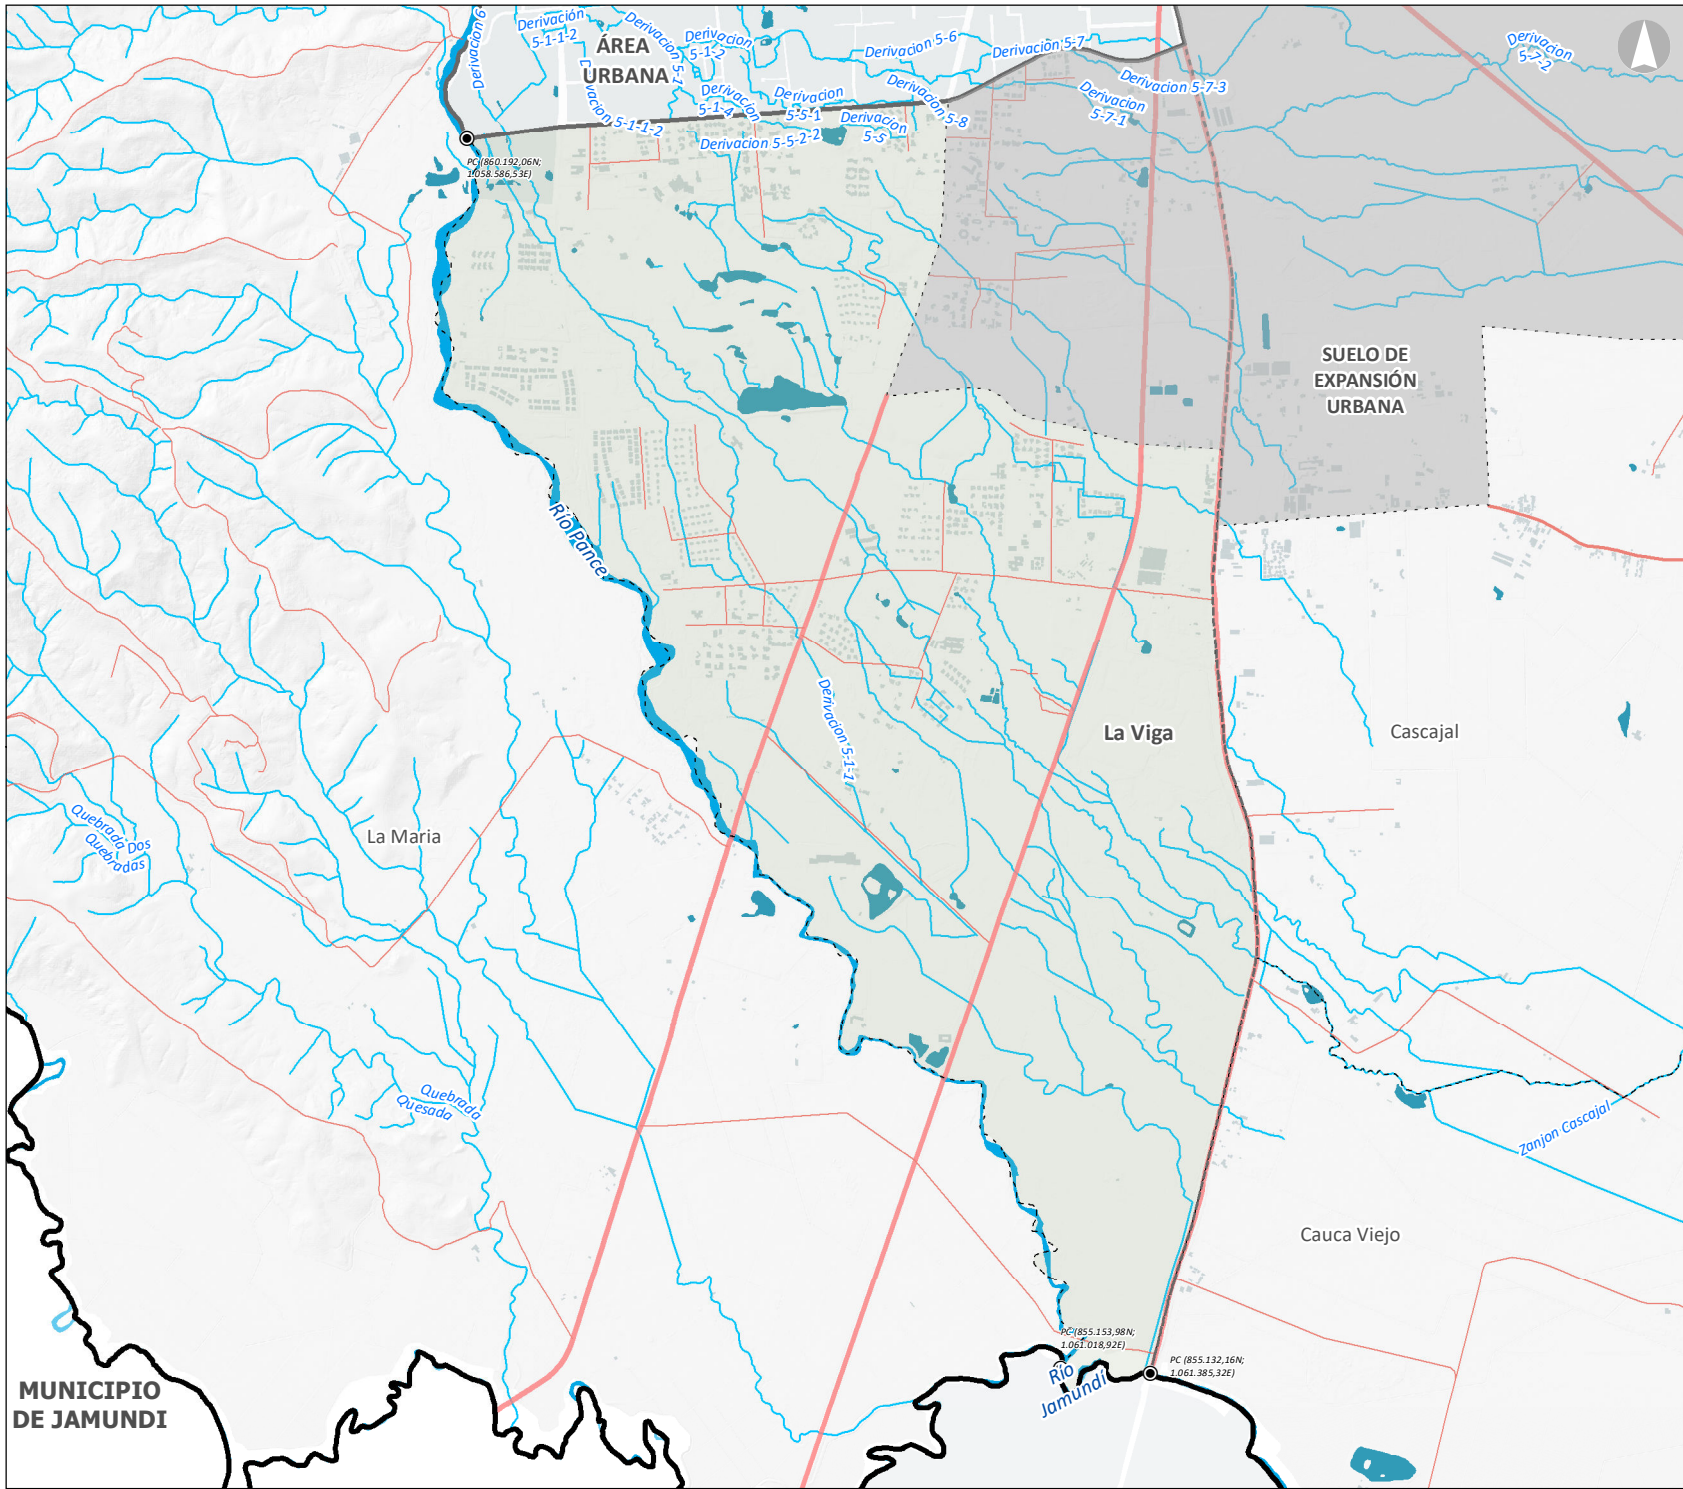 Derivacion 6
Derivación
5-1-1-2
ÁREA
URBANA
Derivacion 5-1
Derivacion
5-1-2
Derivacion 5-6
Derivacion 5-7
Derivacion
5-7-2
Derivacion 5-1-1-2
Derivacion
5-1-4
Derivacion
5-5-1
Derivacion
5-8
Derivacion
5-7-1
Derivacion 5-7-3
Derivacion 5-5-2-2
Derivacion
5-5
PC (860.192,06N;
1.058.586,53E)
SUELO DE
EXPANSIÓN
URBANA
Río Pance
Derivacion 5-1-1
La Viga
Cascajal
Quebrada Dos
Quebradas
La Maria
Quebrada
Quesada
Zanjon Cascajal
Cauca Viejo
PC (855.153,98N;
1.061.018,92E)
PC (855.132,16N;
1.061.385,32E)
Río
Jamundí
MUNICIPIO
DE JAMUNDI